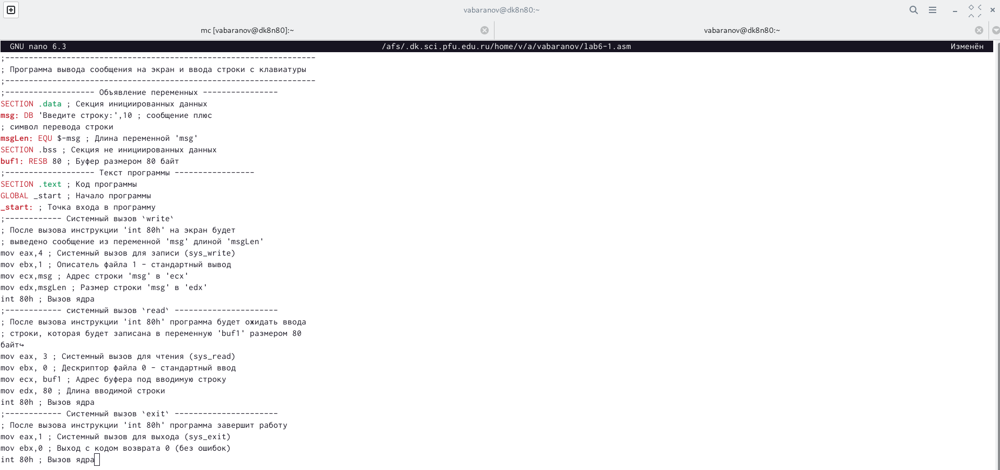 vabaranov@dk8n80:~
mc [vabaranov@dk8n80]:~
vabaranov@dk8n80:~
GNU nano 6.3 /afs/.dk.sci.pfu.edu.ru/home/v/a/vabaranov/lab6-1.asm Изменён
;------------------------------------------------------------------
; Программа вывода сообщения на экран и ввода строки с клавиатуры
;------------------------------------------------------------------
;------------------- Объявление переменных ----------------
SECTION .data ; Секция инициированных данных
msg: DB 'Введите строку:',10 ; сообщение плюс
; символ перевода строки
msgLen: EQU $-msg ; Длина переменной 'msg'
SECTION .bss ; Секция не инициированных данных
buf1: RESB 80 ; Буфер размером 80 байт
;------------------- Текст программы -----------------
SECTION .text ; Код программы
GLOBAL _start ; Начало программы
_start: ; Точка входа в программу
;------------ Системный вызов `write`
; После вызова инструкции 'int 80h' на экран будет
; выведено сообщение из переменной 'msg' длиной 'msgLen'
mov eax,4 ; Системный вызов для записи (sys_write)
mov ebx,1 ; Описатель файла 1 - стандартный вывод
mov ecx,msg ; Адрес строки 'msg' в 'ecx'
mov edx,msgLen ; Размер строки 'msg' в 'edx'
int 80h ; Вызов ядра
;------------ системный вызов `read` ----------------------
; После вызова инструкции 'int 80h' программа будет ожидать ввода
; строки, которая будет записана в переменную 'buf1' размером 80
байт↪
mov eax, 3 ; Системный вызов для чтения (sys_read)
mov ebx, 0 ; Дескриптор файла 0 - стандартный ввод
mov ecx, buf1 ; Адрес буфера под вводимую строку
mov edx, 80 ; Длина вводимой строки
int 80h ; Вызов ядра
;------------ Системный вызов `exit` ----------------------
; После вызова инструкции 'int 80h' программа завершит работу
mov eax,1 ; Системный вызов для выхода (sys_exit)
mov ebx,0 ; Выход с кодом возврата 0 (без ошибок)
int 80h ; Вызов ядра